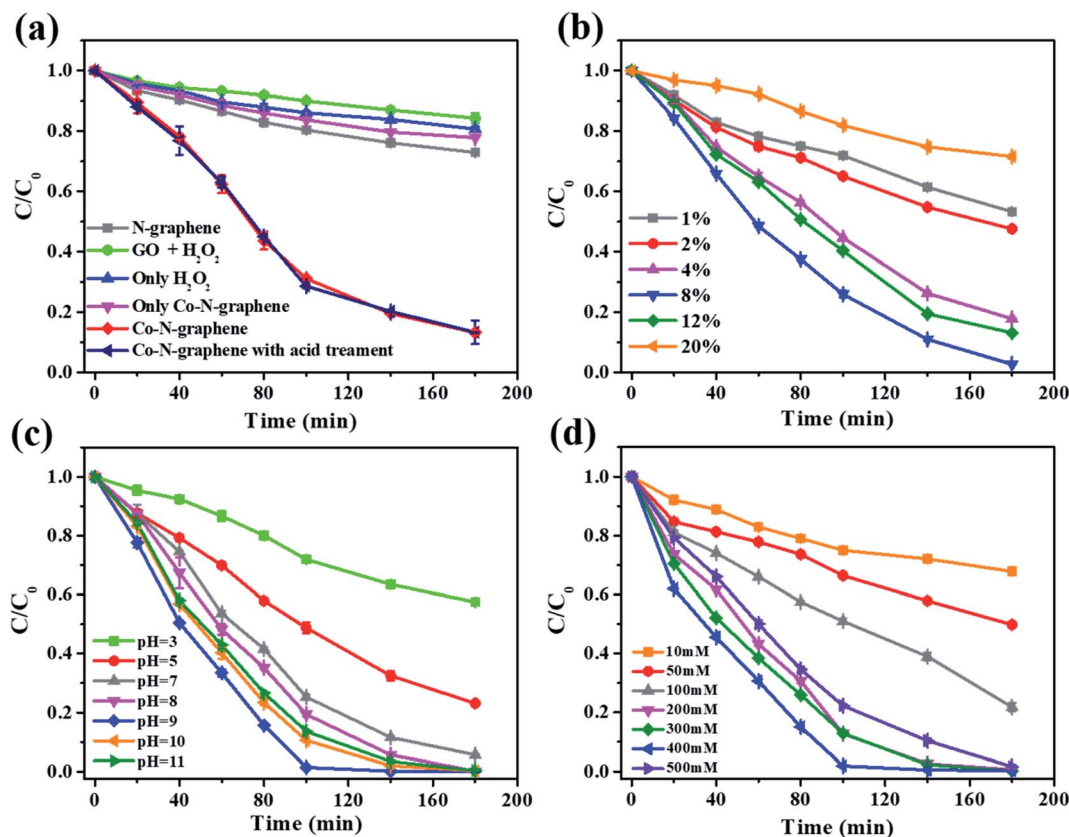 (a)
C/C0
1.0
0.8
0.6
0.4
0.2
0.0
N-graphene
GO + H2O2
Only H2O2
Only Co-N-graphene
Co-N-graphene
Co-N-graphene with acid treament
0 40 80 120 160 200
Time (min)
(b)
C/C0
1.0
0.8
0.6
0.4
0.2
0.0
1%
2%
4%
8%
12%
20%
0 40 80 120 160 200
Time (min)
(c)
C/C0
1.0
0.8
0.6
0.4
0.2
0.0
pH=3
pH=5
pH=7
pH=8
pH=9
pH=10
pH=11
0 40 80 120 160 200
Time (min)
(d)
C/C0
1.0
0.8
0.6
0.4
0.2
0.0
10mM
50mM
100mM
200mM
300mM
400mM
500mM
0 40 80 120 160 200
Time (min)